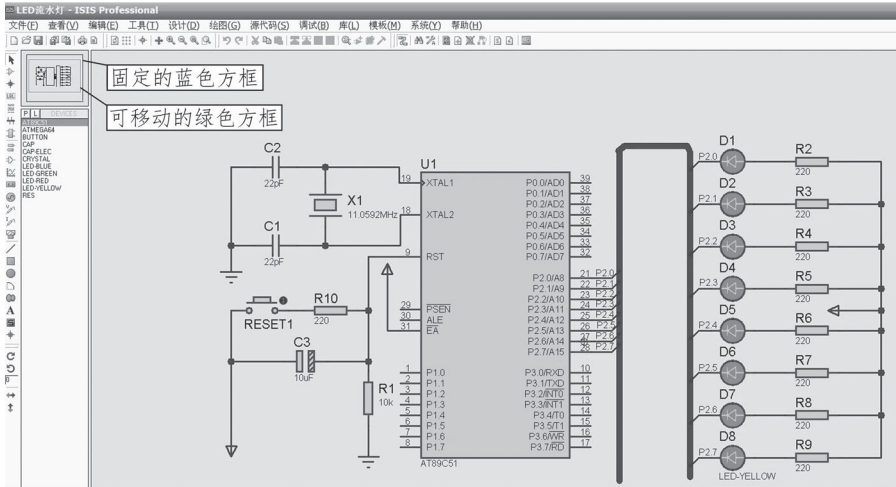 LED流水灯 - ISIS Professional
文件(F) 查看(V) 编辑(E) 工具(T) 设计(D) 绘图(G) 源代码(S) 调试(B) 库(L) 模板(M) 系统(Y) 帮助(H)
固定的蓝色方框
可移动的绿色方框
P L DEVICES
AT89C51
ATMEGA64
BUTTON
CAP
CAP-ELEC
CRYSTAL
LED-BLUE
LED-GREEN
LED-RED
LED-YELLOW
RES
C2
22pF
X1
11.0592MHz
C1
22pF
R10
220
RESET1
C3
10uF
R1
10k
U1
19 XTAL1
18 XTAL2
9 RST
29 PSEN
30 ALE
31 EA
1 P1.0
2 P1.1
3 P1.2
4 P1.3
5 P1.4
6 P1.5
7 P1.6
8 P1.7
P0.0/AD0 39
P0.1/AD1 38
P0.2/AD2 37
P0.3/AD3 36
P0.4/AD4 35
P0.5/AD5 34
P0.6/AD6 33
P0.7/AD7 32
P2.0/A8 21 P2.0
P2.1/A9 22 P2.1
P2.2/A10 23 P2.2
P2.3/A11 24 P2.3
P2.4/A12 25 P2.4
P2.5/A13 26 P2.5
P2.6/A14 27 P2.6
P2.7/A15 28 P2.7
P3.0/RXD 10
P3.1/TXD 11
P3.2/INT0 12
P3.3/INT1 13
P3.4/T0 14
P3.5/T1 15
P3.6/WR 16
P3.7/RD 17
AT89C51
D1 R2
P2.0 220
D2 R3
P2.1 220
D3 R4
P2.2 220
D4 R5
P2.3 220
D5 R6
P2.4 220
D6 R7
P2.5 220
D7 R8
P2.6 220
D8 R9
P2.7 220
LED-YELLOW